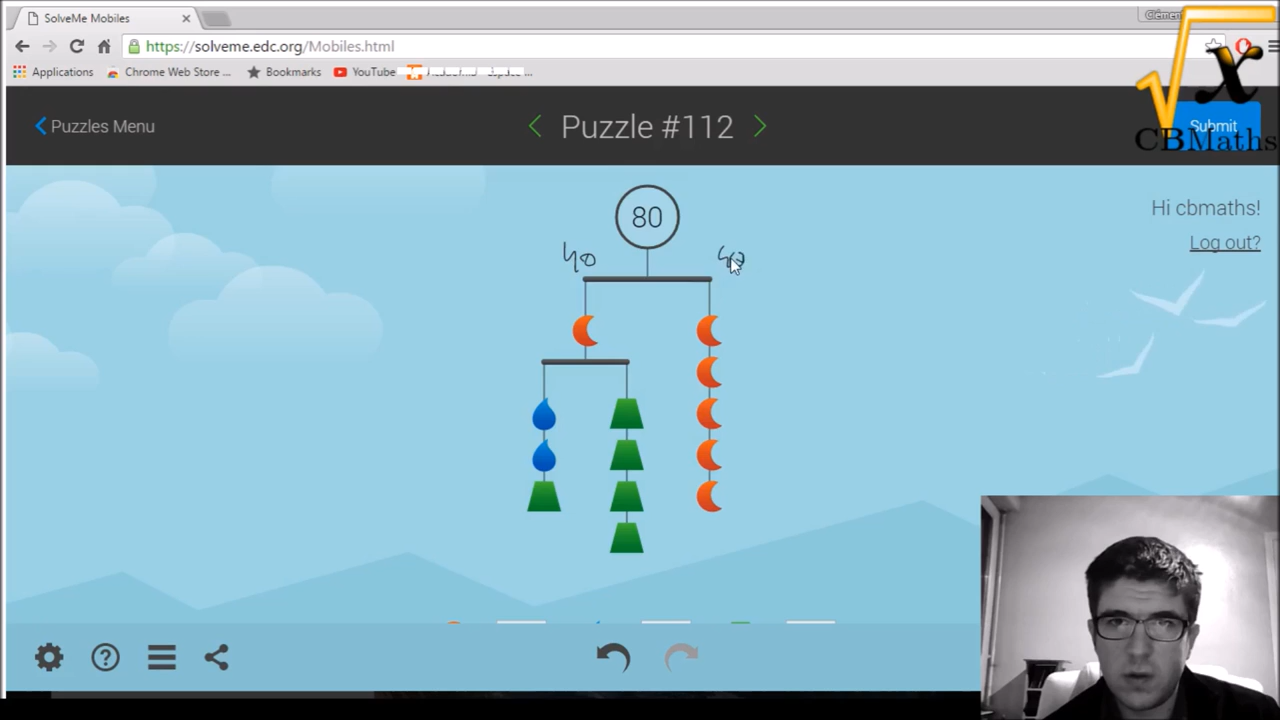 SolveMe Mobiles
Clémen
https://solveme.edc.org/Mobiles.html
Applications Chrome Web Store ... Bookmarks YouTube
√x
CBMaths
Puzzles Menu
Puzzle #112
Submit
Hi cbmaths!
Log out?
80
40 40